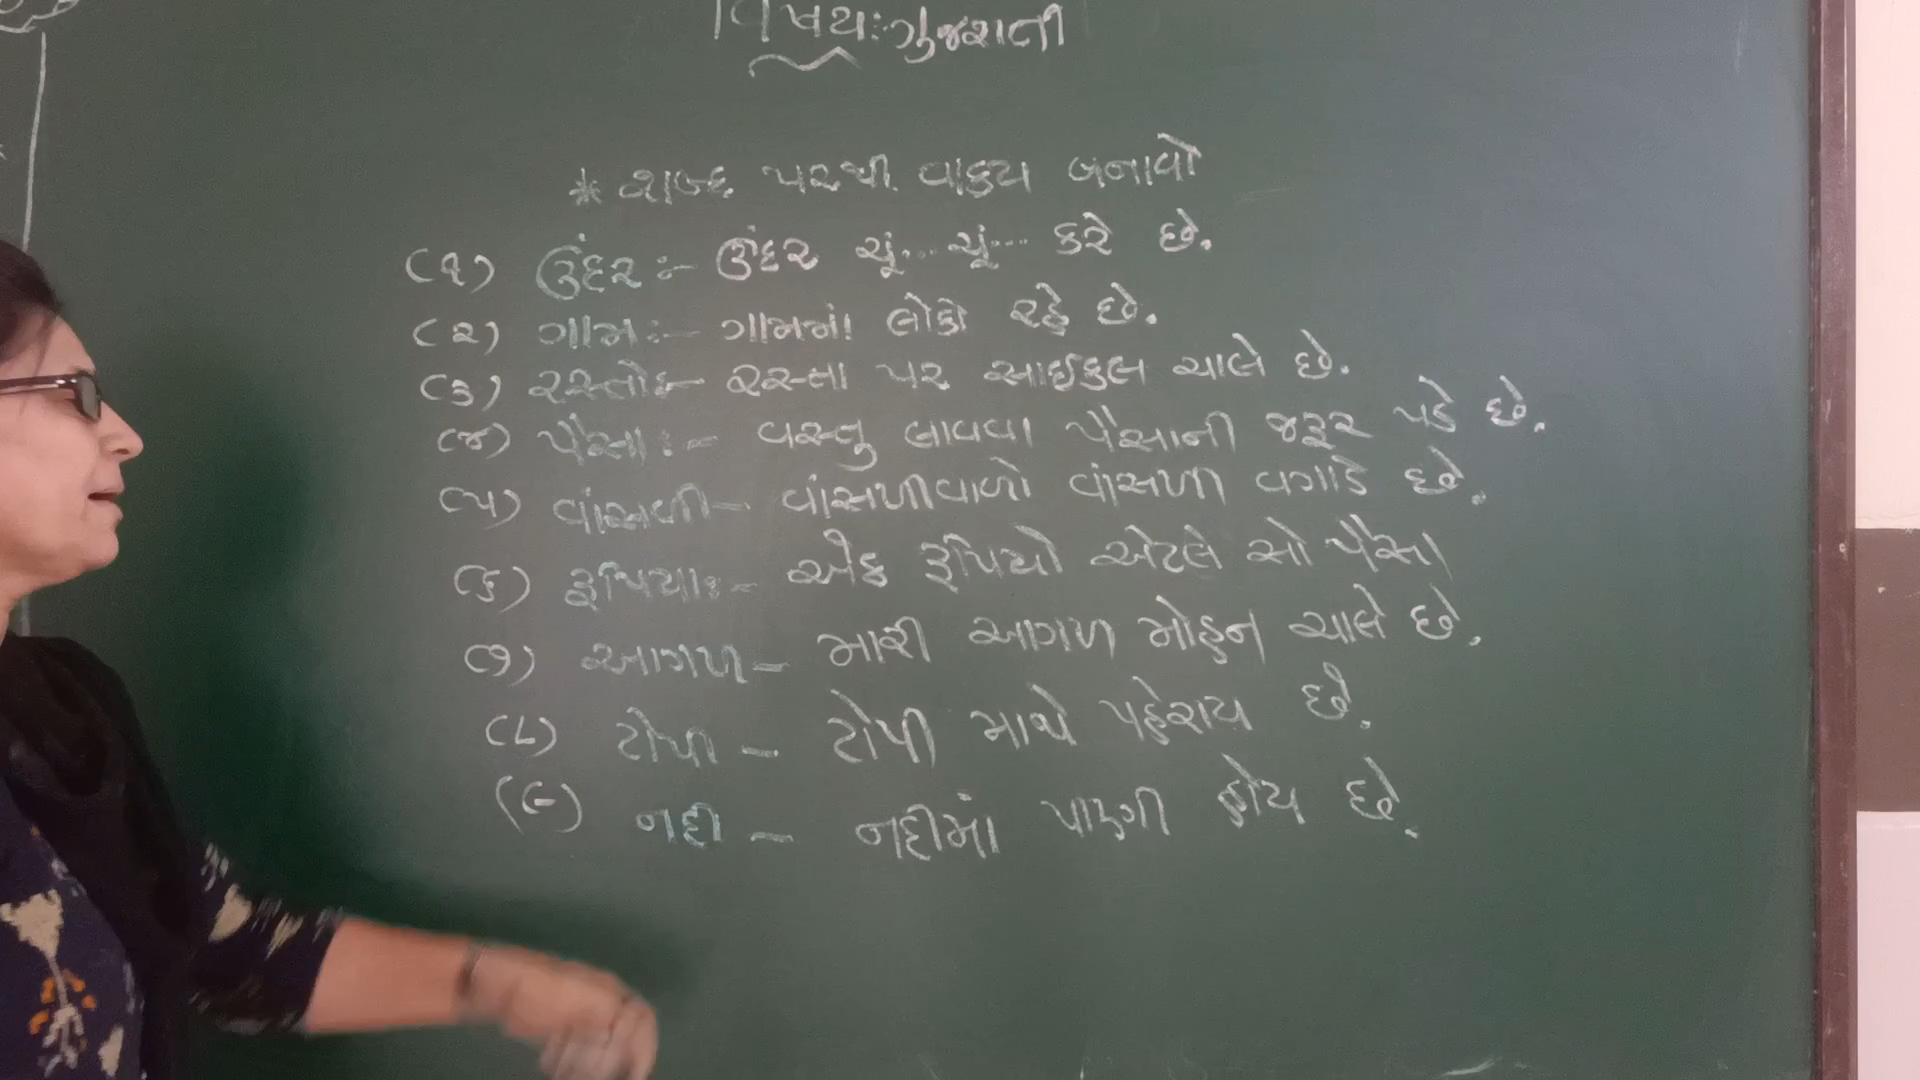 વિષય:ગુજરાતી
* શબ્દ પરથી વાક્ય બનાવો
(૧) ઉંદર:- ઉંદર ચૂં...ચૂં... કરે છે.
(૨) ગામ:- ગામમાં લોકો રહે છે.
(૩) રસ્તો:- રસ્તા પર સાઈકલ ચાલે છે.
(૪) પૈસા:- વસ્તુ લાવવા પૈસાની જરૂર પડે છે.
(૫) વાંસળી- વાંસળીવાળો વાંસળી વગાડે છે.
(૬) રૂપિયા:- એક રૂપિયો એટલે સો પૈસા
(૭) આગળ- મારી આગળ મોહન ચાલે છે.
(૮) ટોપી - ટોપી માથે પહેરાય છે.
(૯) નદી - નદીમાં પાણી હોય છે.